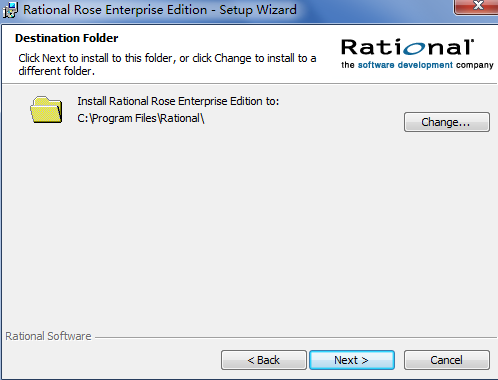 Rational Rose Enterprise Edition - Setup Wizard
Destination Folder
Click Next to install to this folder, or click Change to install to a
different folder.
Rational
the software development company
Install Rational Rose Enterprise Edition to:
C:\Program Files\Rational\
Change...
Rational Software
< Back
Next >
Cancel